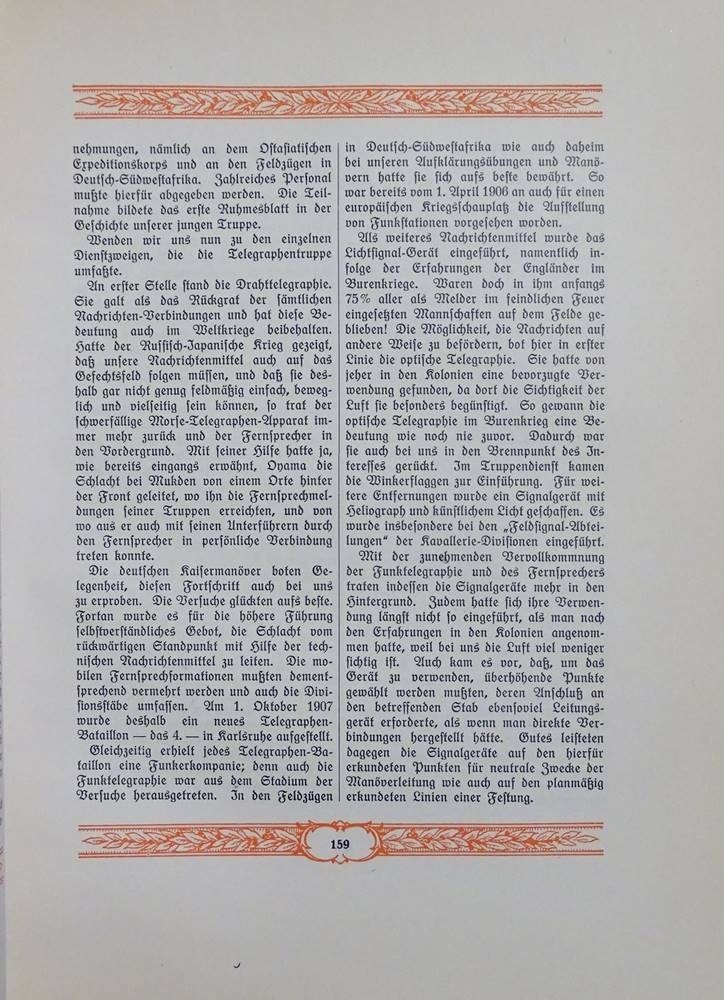 nehmungen, nämlich an dem Ostasiatischen
Expeditionskorps und an den Feldzügen in
Deutsch-Südwestafrika. Zahlreiches Personal
mußte hierfür abgegeben werden. Die Teil-
nahme bildete das erste Ruhmesblatt in der
Geschichte unserer jungen Truppe.
Wenden wir uns nun zu den einzelnen
Dienstzweigen, die die Telegraphentruppe
umfaßte.
An erster Stelle stand die Drahttelegraphie.
Sie galt als das Rückgrat der sämtlichen
Nachrichten-Verbindungen und hat diese Be-
deutung auch im Weltkriege beibehalten.
Hatte der Russisch-Japanische Krieg gezeigt,
daß unsere Nachrichtenmittel auch auf das
Gefechtsfeld folgen müssen, und daß sie des-
halb gar nicht genug feldmäßig einfach, beweg-
lich und vielseitig sein können, so trat der
schwerfällige Morse-Telegraphen-Apparat im-
mer mehr zurück und der Fernsprecher in
den Vordergrund. Mit seiner Hilfe hatte ja,
wie bereits eingangs erwähnt, Oyama die
Schlacht bei Mukden von einem Orte hinter
der Front geleitet, wo ihn die Fernsprechmel-
dungen seiner Truppen erreichten, und von
wo aus er auch mit seinen Unterführern durch
den Fernsprecher in persönliche Verbindung
treten konnte.
Die deutschen Kaisermanöver boten Ge-
legenheit, diesen Fortschritt auch bei uns
zu erproben. Die Versuche glückten aufs beste.
Fortan wurde es für die höhere Führung
selbstverständliches Gebot, die Schlacht vom
rückwärtigen Standpunkt mit Hilfe der tech-
nischen Nachrichtenmittel zu leiten. Die mo-
bilen Fernsprechformationen mußten dement-
sprechend vermehrt werden und auch die Divi-
sionsstäbe umfassen. Am 1. Oktober 1907
wurde deshalb ein neues Telegraphen-
Bataillon — das 4. — in Karlsruhe aufgestellt.
Gleichzeitig erhielt jedes Telegraphen-Ba-
taillon eine Funkerkompanie; denn auch die
Funktelegraphie war aus dem Stadium der
Versuche herausgetreten. In den Feldzügen
in Deutsch-Südwestafrika wie auch daheim
bei unseren Aufklärungsübungen und Manö-
vern hatte sie sich aufs beste bewährt. So
war bereits vom 1. April 1906 an auch für einen
europäischen Kriegsschauplatz die Aufstellung
von Funkstationen vorgesehen worden.
Als weiteres Nachrichtenmittel wurde das
Lichtsignal-Gerät eingeführt, namentlich in-
folge der Erfahrungen der Engländer im
Burenkriege. Waren doch in ihm anfangs
75% aller als Melder im feindlichen Feuer
eingesetzten Mannschaften auf dem Felde ge-
blieben! Die Möglichkeit, die Nachrichten auf
andere Weise zu befördern, bot hier in erster
Linie die optische Telegraphie. Sie hatte von
jeher in den Kolonien eine bevorzugte Ver-
wendung gefunden, da dort die Sichtigkeit der
Luft sie besonders begünstigt. So gewann die
optische Telegraphie im Burenkrieg eine Be-
deutung wie noch nie zuvor. Dadurch war
sie auch bei uns in den Brennpunkt des In-
teresses gerückt. Im Truppendienst kamen
die Winkerflaggen zur Einführung. Für wei-
tere Entfernungen wurde ein Signalgerät mit
Heliograph und künstlichem Licht geschaffen. Es
wurde insbesondere bei den „Feldsignal-Abtei-
lungen“ der Kavallerie-Divisionen eingeführt.
Mit der zunehmenden Vervollkommnung
der Funktelegraphie und des Fernsprechers
traten indessen die Signalgeräte mehr in den
Hintergrund. Zudem hatte sich ihre Verwen-
dung längst nicht so eingeführt, als man nach
den Erfahrungen in den Kolonien angenom-
men hatte, weil bei uns die Luft viel weniger
sichtig ist. Auch kam es vor, daß, um das
Gerät zu verwenden, überhöhende Punkte
gewählt werden mußten, deren Anschluß an
den betreffenden Stab ebensoviel Leitungs-
gerät erforderte, als wenn man direkte Ver-
bindungen hergestellt hätte. Gutes leisteten
dagegen die Signalgeräte auf den hierfür
erkundeten Punkten für neutrale Zwecke der
Manöverleitung wie auch auf den planmäßig
erkundeten Linien einer Festung.
159